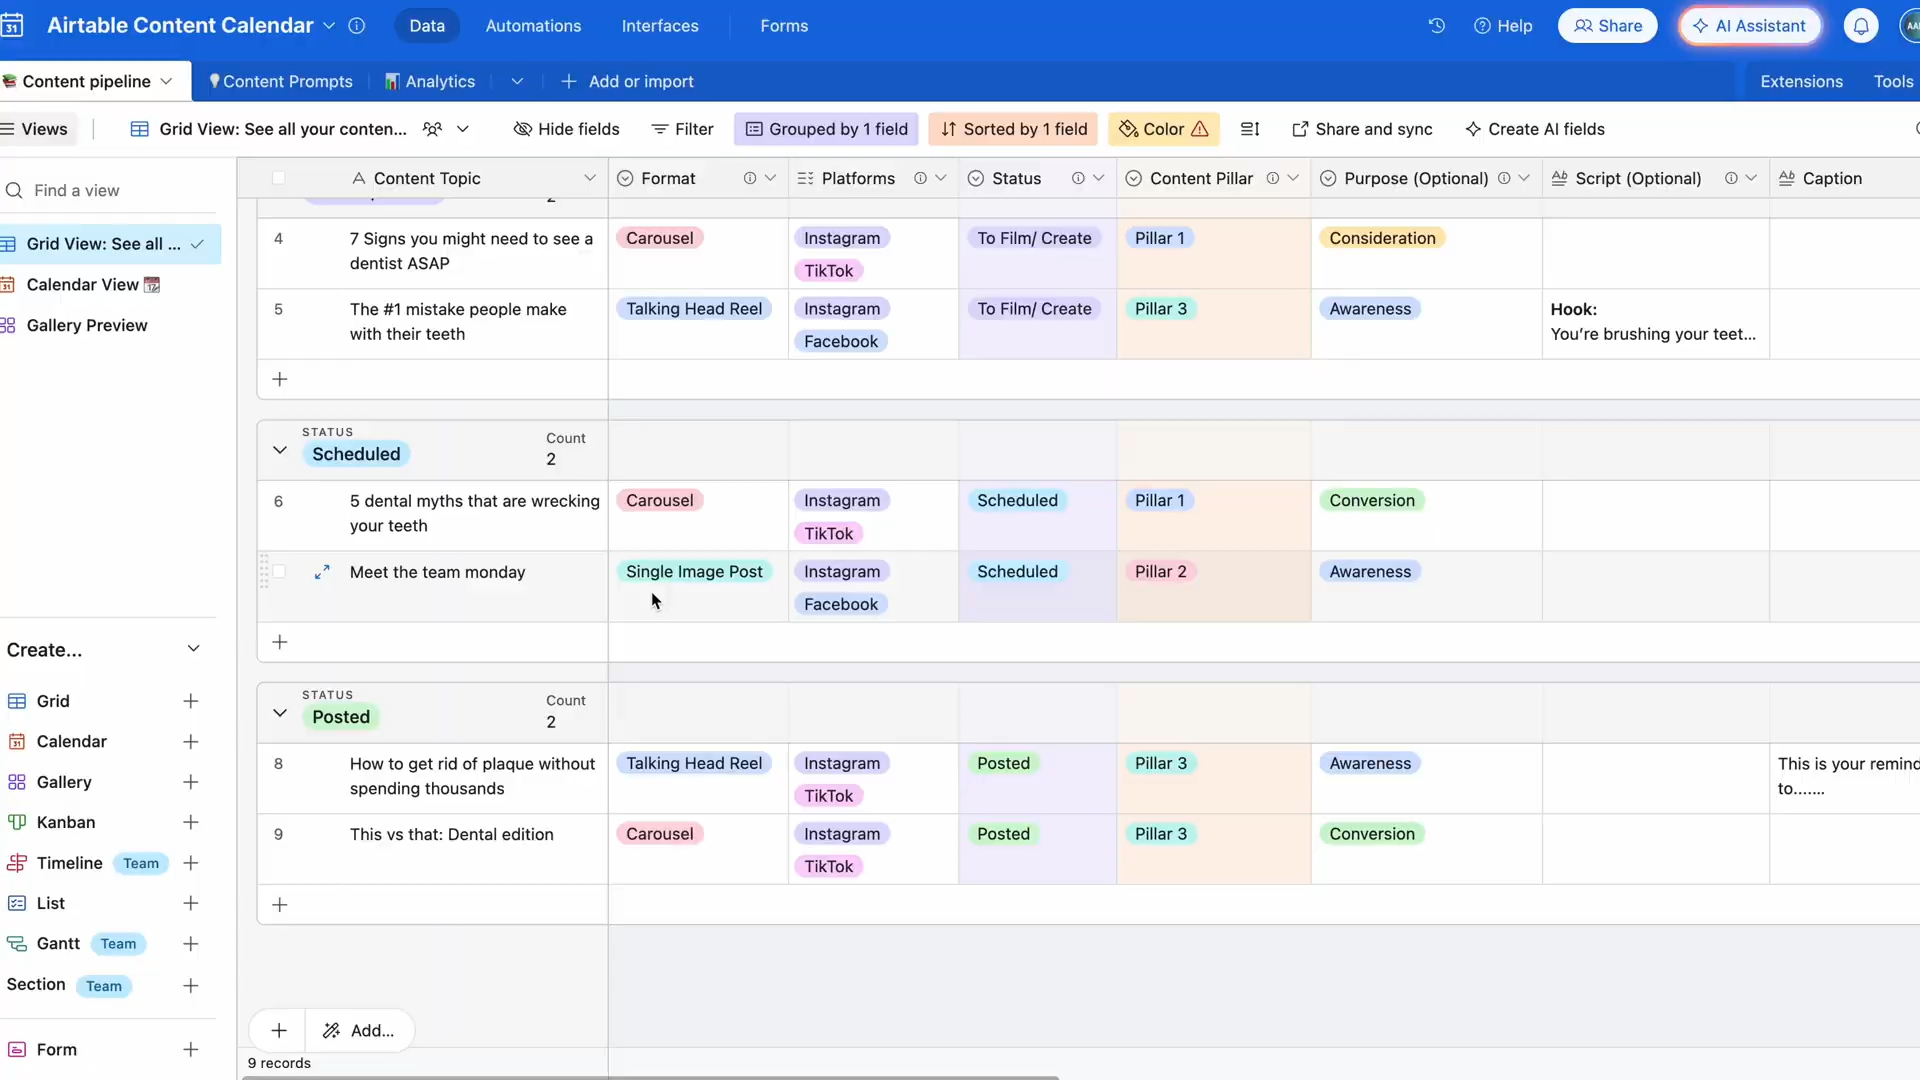 31
Airtable Content Calendar
Data
Automations
Interfaces
Forms
Help
Share
AI Assistant
AA
Content pipeline
Content Prompts
Analytics
Add or import
Extensions
Tools
Views
Grid View: See all your conten...
Hide fields
Filter
Grouped by 1 field
Sorted by 1 field
Color
Share and sync
Create AI fields
Find a view
Grid View: See all ...
Calendar View
Gallery Preview
Create...
Grid
Calendar
Gallery
Kanban
Timeline Team
List
Gantt Team
Section Team
Form
Content Topic
Format
Platforms
Status
Content Pillar
Purpose (Optional)
Script (Optional)
Caption
2
4
7 Signs you might need to see a
dentist ASAP
Carousel
Instagram
TikTok
To Film/ Create
Pillar 1
Consideration
5
The #1 mistake people make
with their teeth
Talking Head Reel
Instagram
Facebook
To Film/ Create
Pillar 3
Awareness
Hook:
You’re brushing your teet...
STATUS
Scheduled
Count
2
6
5 dental myths that are wrecking
your teeth
Carousel
Instagram
TikTok
Scheduled
Pillar 1
Conversion
Meet the team monday
Single Image Post
Instagram
Facebook
Scheduled
Pillar 2
Awareness
STATUS
Posted
Count
2
8
How to get rid of plaque without
spending thousands
Talking Head Reel
Instagram
TikTok
Posted
Pillar 3
Awareness
This is your remind
to.......
9
This vs that: Dental edition
Carousel
Instagram
TikTok
Posted
Pillar 3
Conversion
Add...
9 records